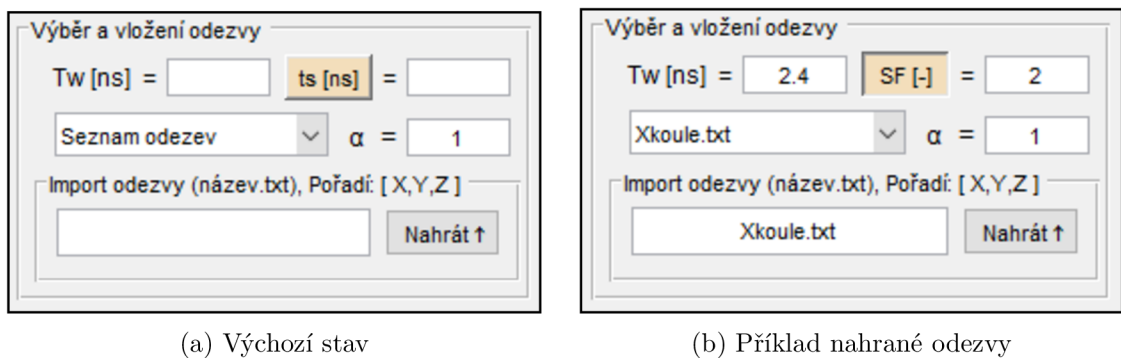 Výběr a vložení odezvy
Tw [ns] = ts [ns] =
Seznam odezev α = 1
Import odezvy (název.txt), Pořadí: [ X,Y,Z ]
Nahrát ↑
(a) Výchozí stav
Výběr a vložení odezvy
Tw [ns] = 2.4 SF [-] = 2
Xkoule.txt α = 1
Import odezvy (název.txt), Pořadí: [ X,Y,Z ]
Xkoule.txt Nahrát ↑
(b) Příklad nahrané odezvy